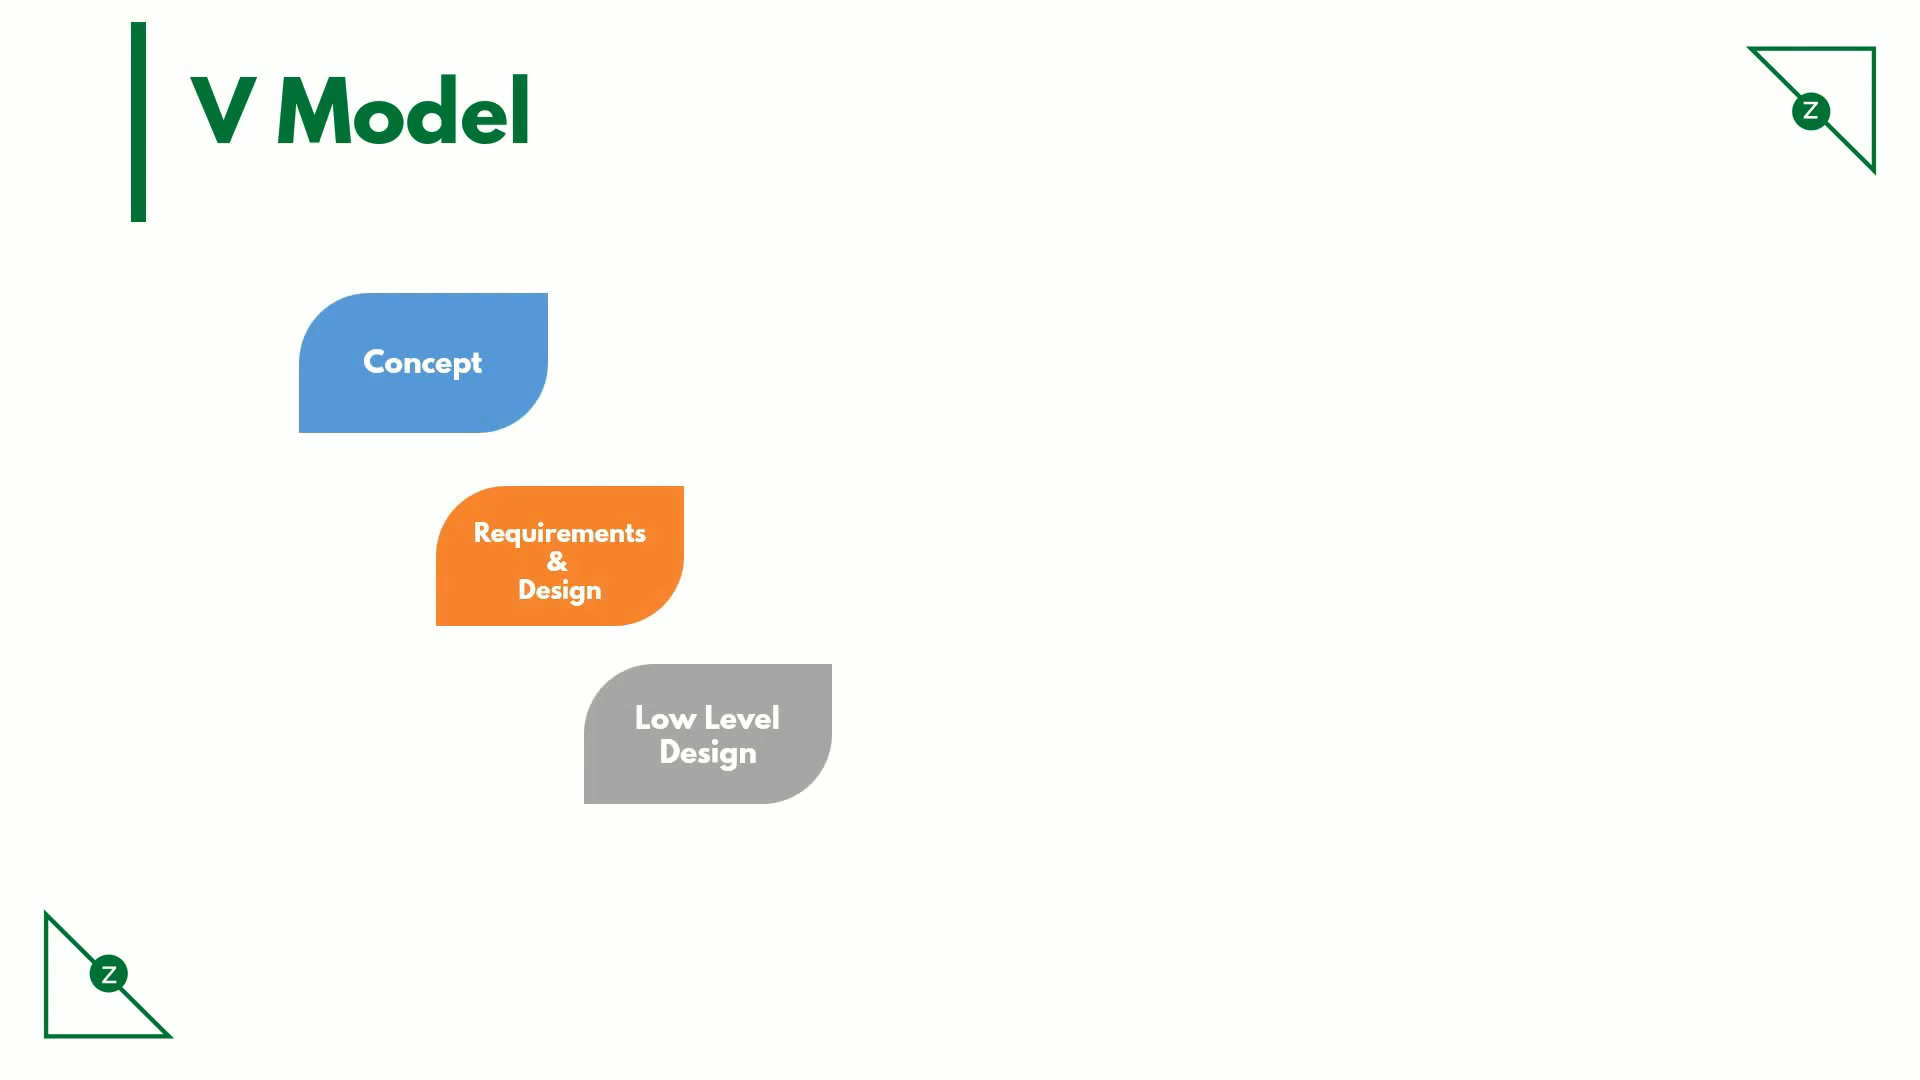 V Model
Z
Concept
Requirements
&
Design
Low Level
Design
Z